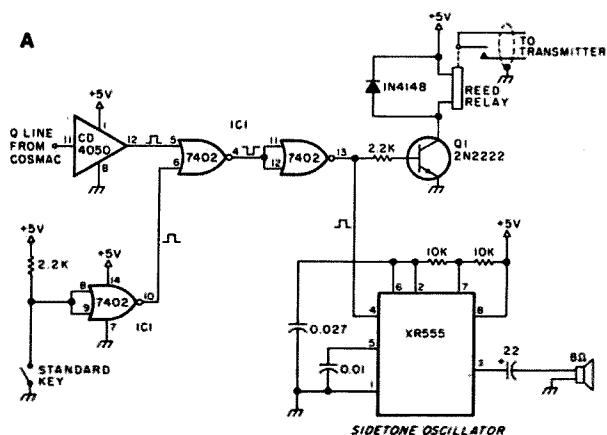 A
+5V
+5V
TO
TRANSMITTER
1N4148
REED
RELAY
IC1
Q LINE
FROM
COSMAC
11
CD
4050
1
12
8
5
6
7402
4
11
12
7402
13
2.2K
Q1
2N2222
+5V
+5V
2.2K
14
8
9
7402
10
7
IC1
STANDARD
KEY
+5V
10K
10K
6
2
7
4
8
XR555
0.027
5
0.01
1
3
+
22
8Ω
SIDETONE OSCILLATOR